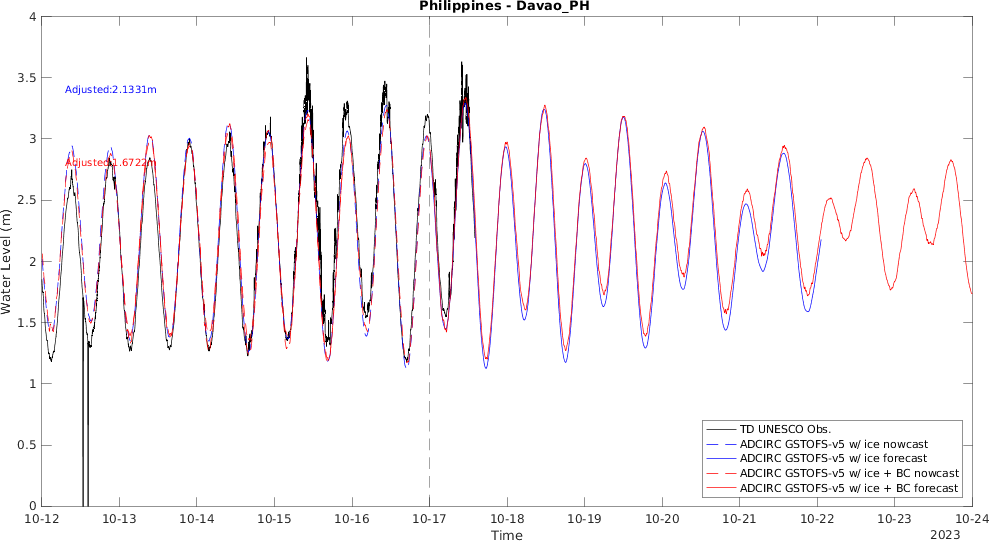 Philippines - Davao_PH
4
3.5
3
2.5
2
1.5
1
0.5
0
Water Level (m)
Adjusted:2.1331m
Adjusted:1.6722m
TD UNESCO Obs.
ADCIRC GSTOFS-v5 w/ ice nowcast
ADCIRC GSTOFS-v5 w/ ice forecast
ADCIRC GSTOFS-v5 w/ ice + BC nowcast
ADCIRC GSTOFS-v5 w/ ice + BC forecast
10-12 10-13 10-14 10-15 10-16 10-17 10-18 10-19 10-20 10-21 10-22 10-23 10-24
Time
2023